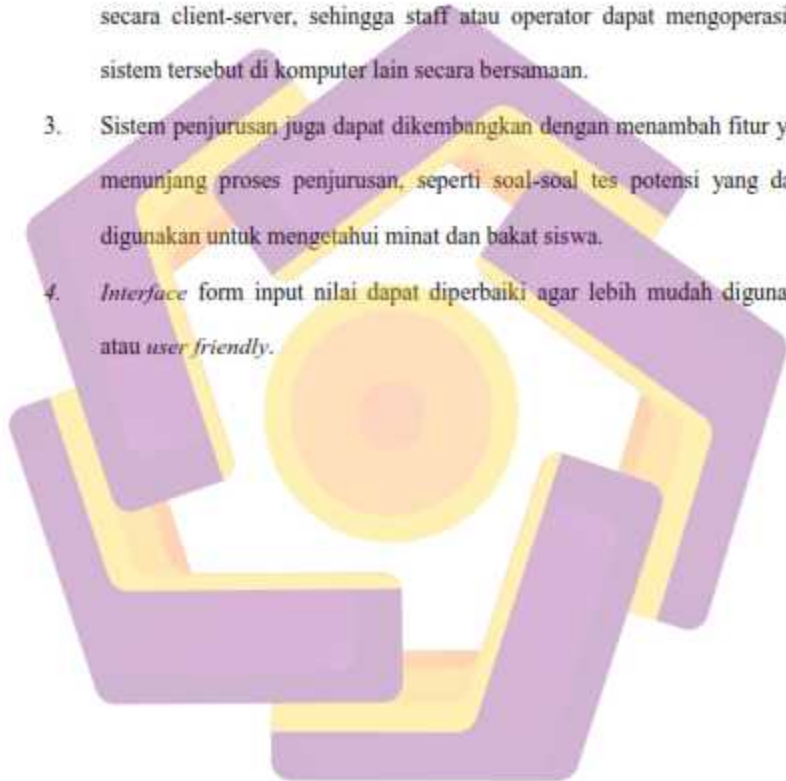 secara client-server, sehingga staff atau operator dapat mengoperasi
sistem tersebut di komputer lain secara bersamaan.
3. Sistem penjurusan juga dapat dikembangkan dengan menambah fitur y
menunjang proses penjurusan, seperti soal-soal tes potensi yang da
digunakan untuk mengetahui minat dan bakat siswa.
4. Interface form input nilai dapat diperbaiki agar lebih mudah diguna
atau user friendly.